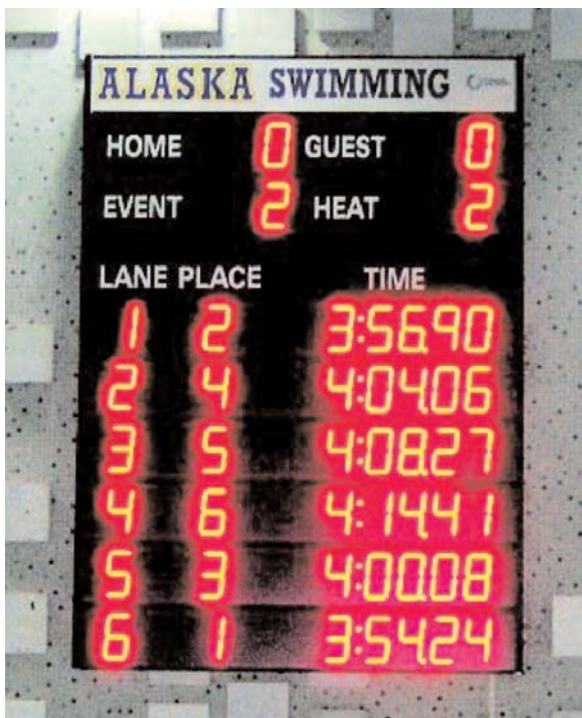 ALASKA SWIMMING
HOME 0 GUEST 0
EVENT 2 HEAT 2
LANE PLACE TIME
1 2 3:56.90
2 4 4:04.06
3 5 4:08.27
4 6 4:14.41
5 3 4:00.08
6 1 3:54.24